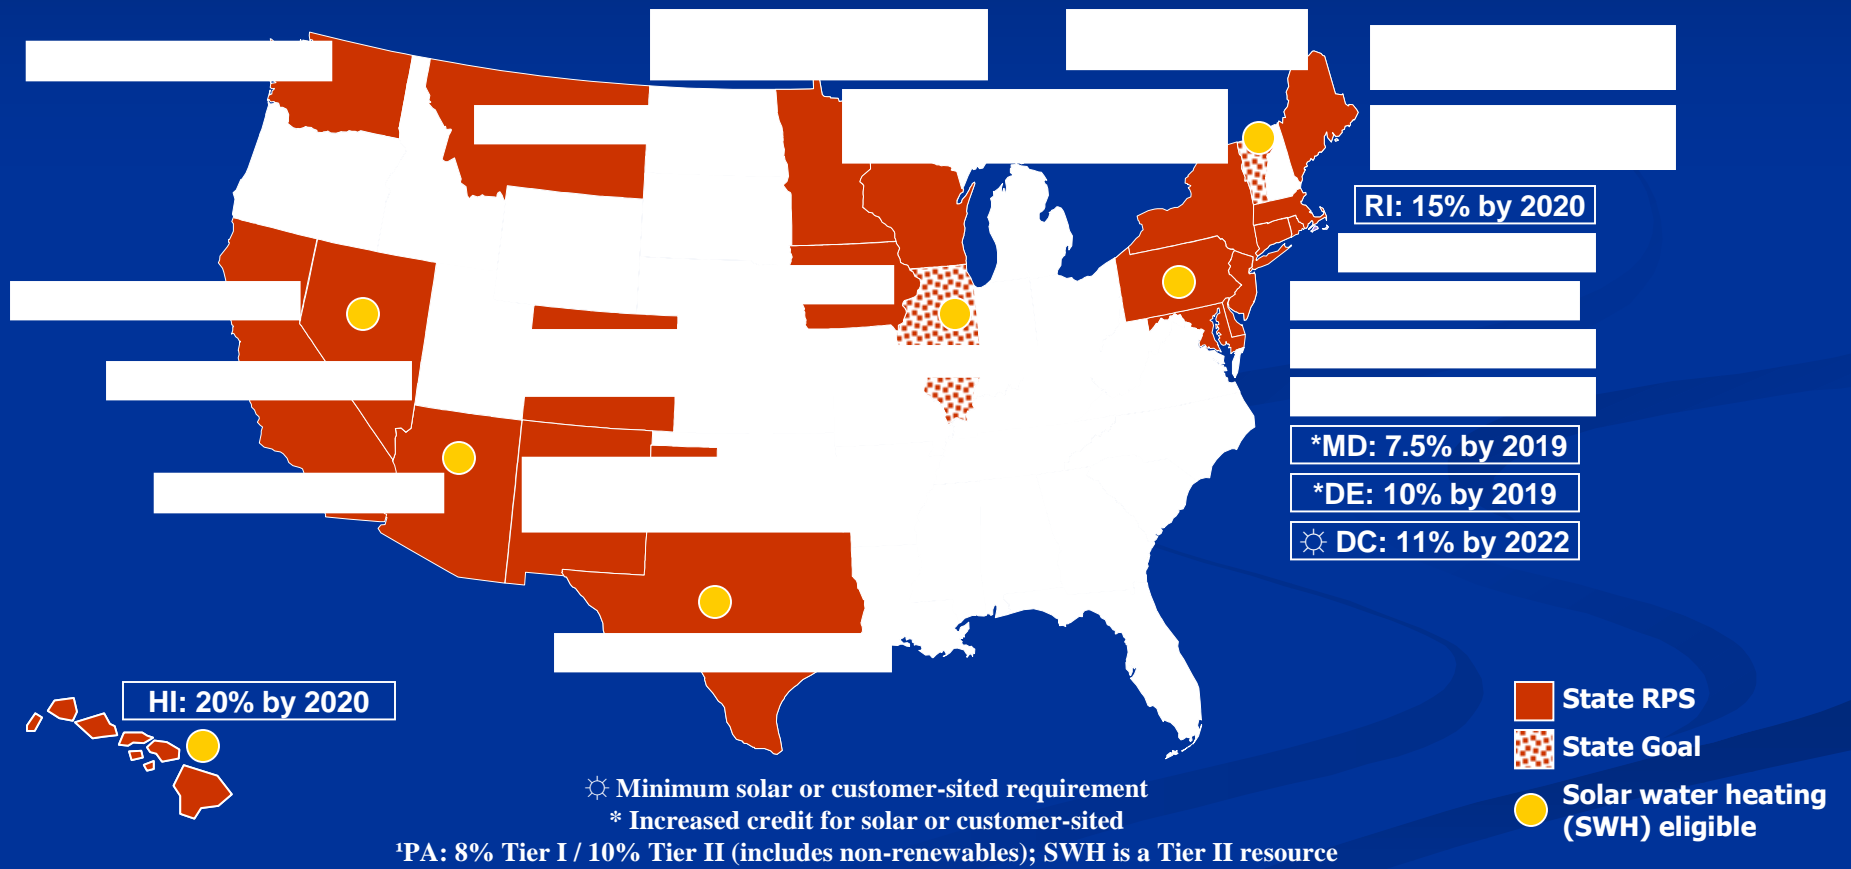 RI: 15% by 2020
*MD: 7.5% by 2019
*DE: 10% by 2019
☼ DC: 11% by 2022
HI: 20% by 2020
State RPS
State Goal
Solar water heating
(SWH) eligible
☼ Minimum solar or customer-sited requirement
* Increased credit for solar or customer-sited
¹PA: 8% Tier I / 10% Tier II (includes non-renewables); SWH is a Tier II resource